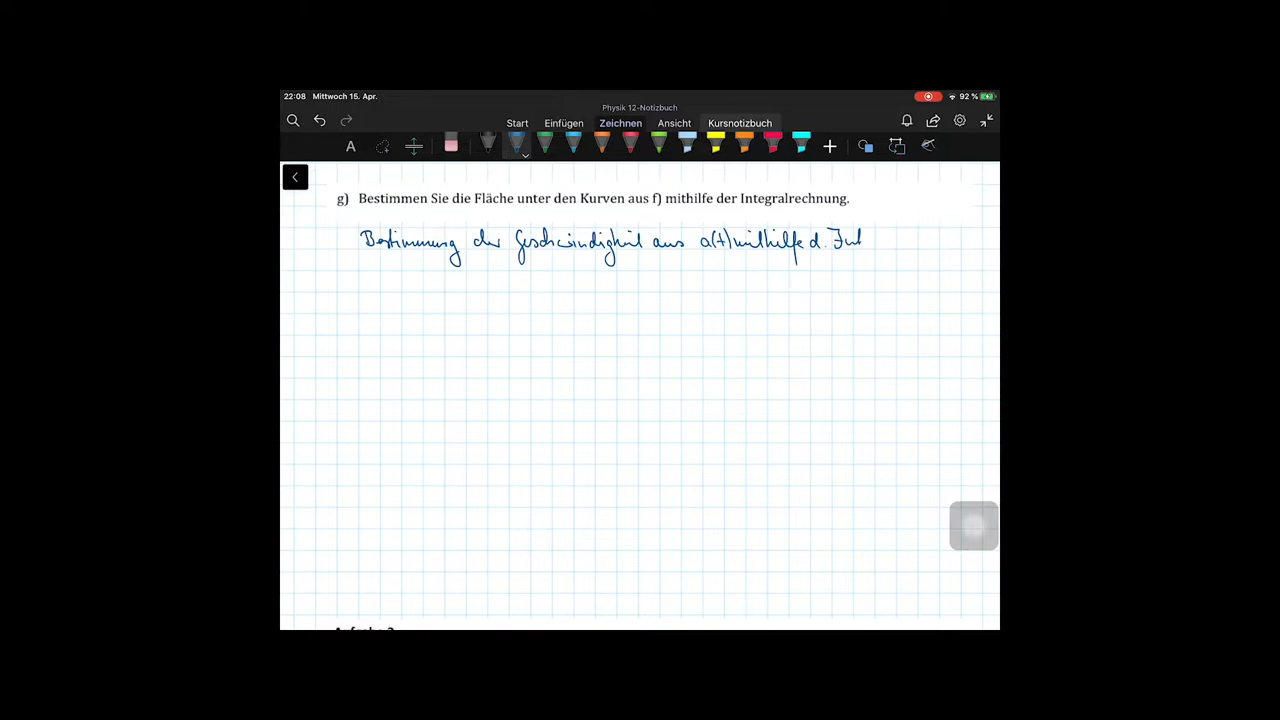 22:08 Mittwoch 15. Apr. 92 %
Physik 12-Notizbuch
Start Einfügen Zeichnen Ansicht Kursnotizbuch
A
g) Bestimmen Sie die Fläche unter den Kurven aus f) mithilfe der Integralrechnung.
Bestimmung der Geschwindigkeit aus a(t) mithilfe d. Int